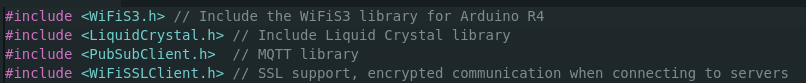 #include <WiFiS3.h> // Include the WiFiS3 library for Arduino R4
#include <LiquidCrystal.h> // Include Liquid Crystal library
#include <PubSubClient.h>  // MQTT library
#include <WiFiSSLClient.h> // SSL support, encrypted communication when connecting to servers